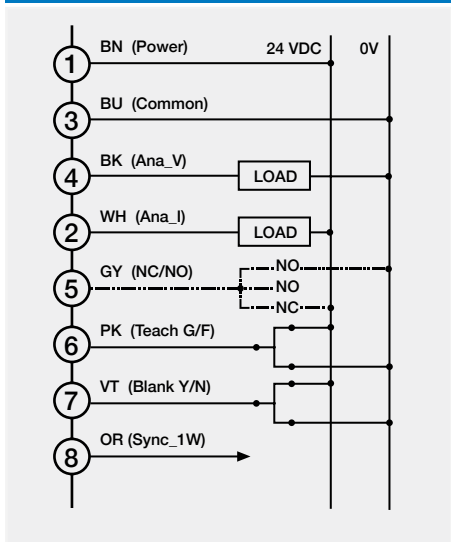 BN (Power) 24 VDC 0V
1
BU (Common)
3
BK (Ana_V)
4 LOAD
WH (Ana_I)
2 LOAD
NO
GY (NC/NO)
5 NO
NC
PK (Teach G/F)
6
VT (Blank Y/N)
7
OR (Sync_1W)
8